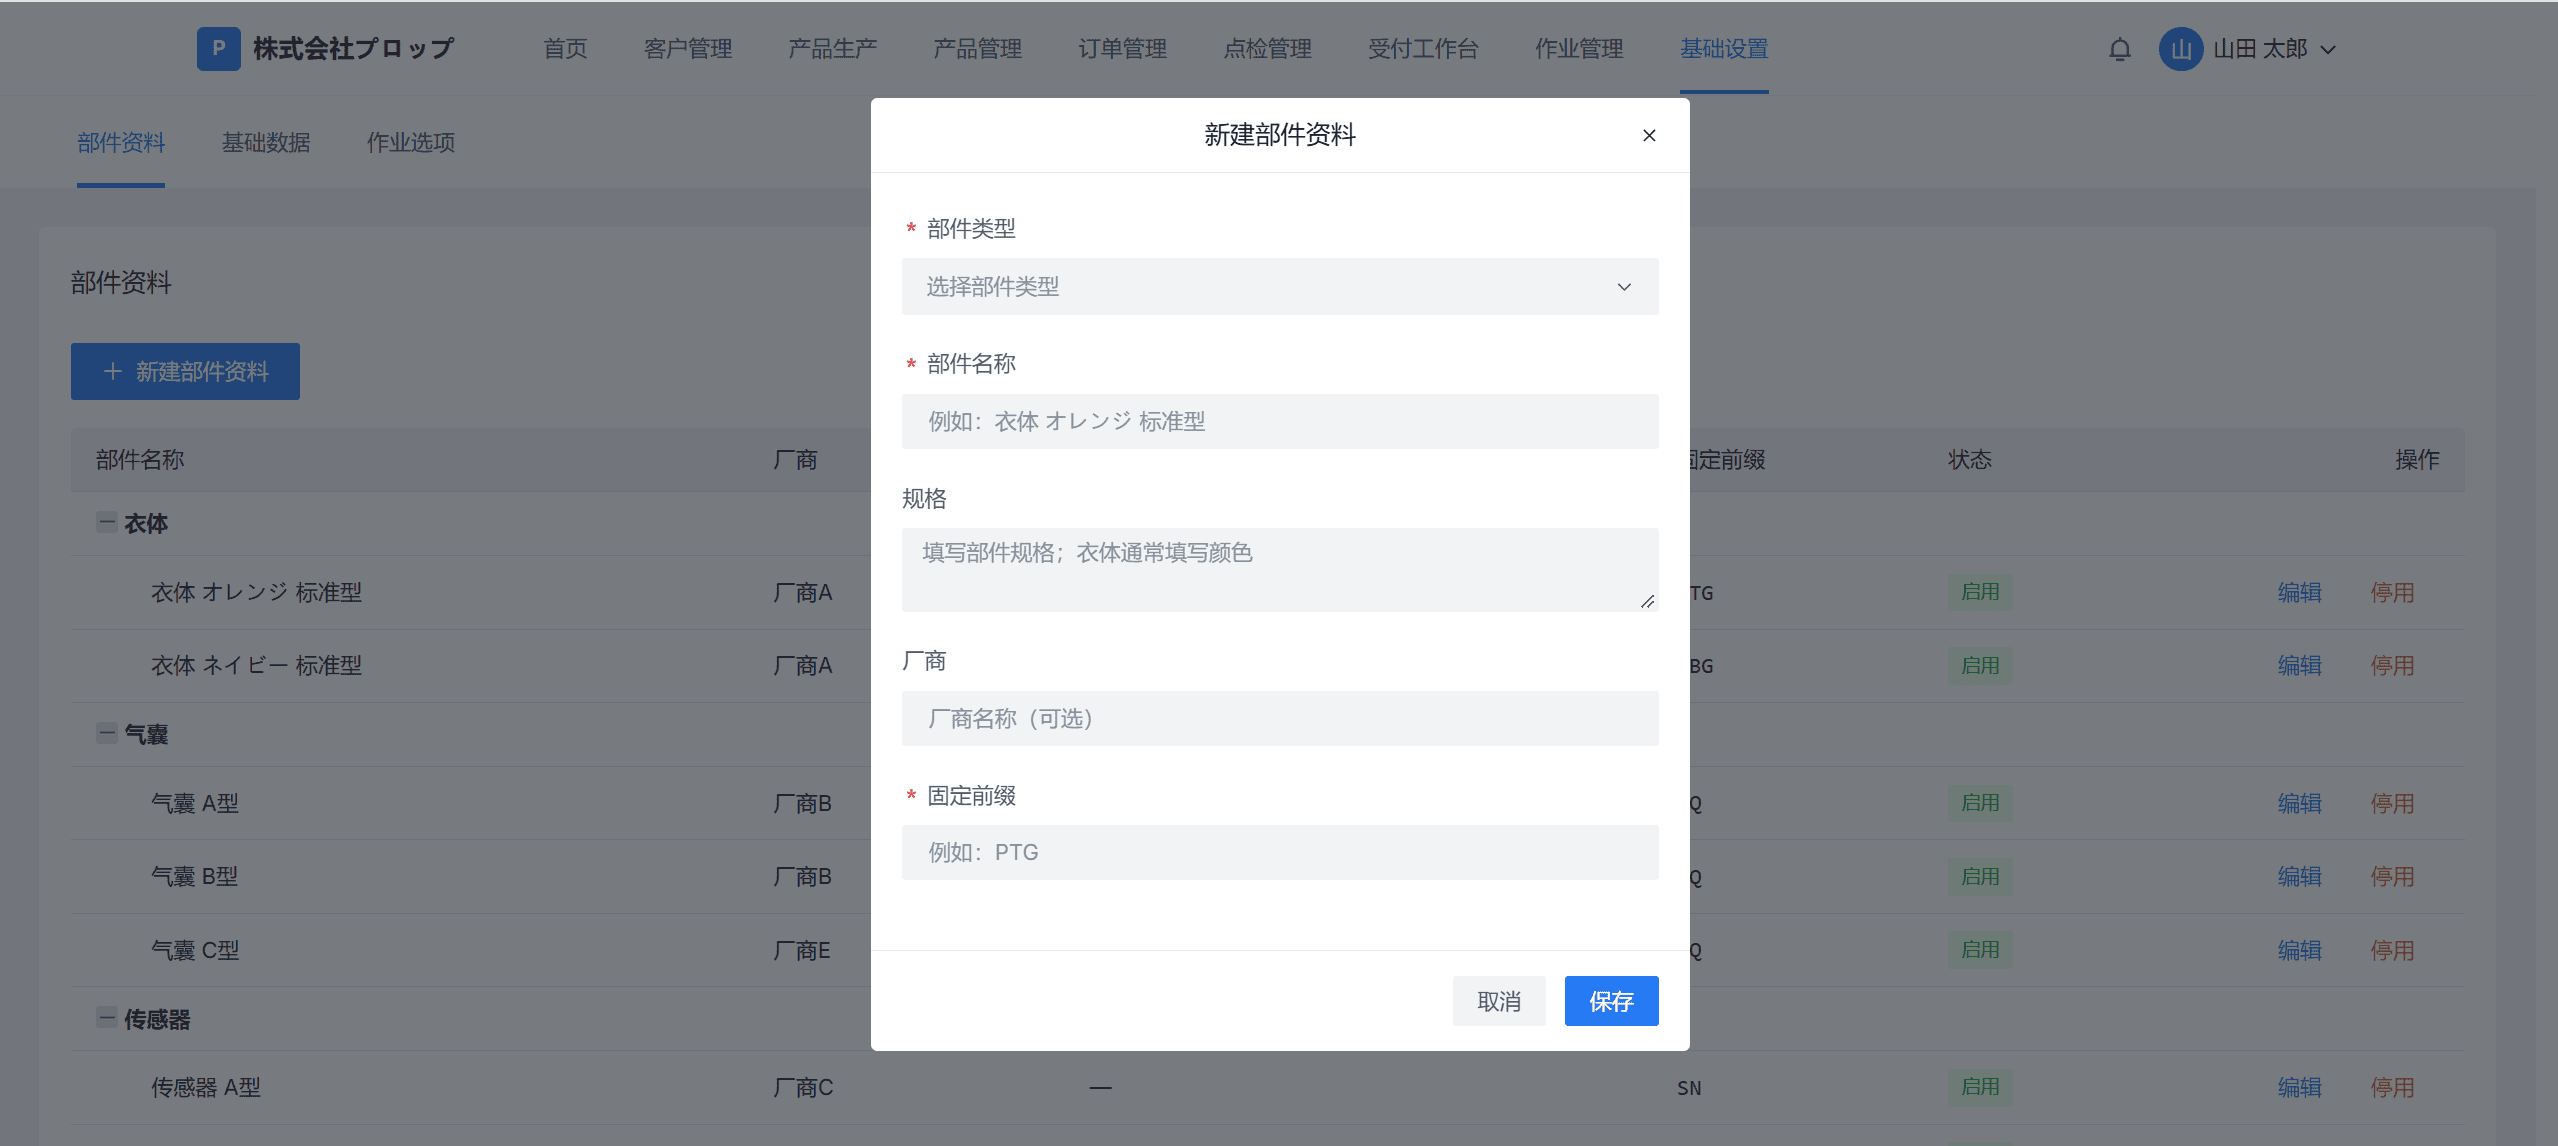 P 株式会社プロップ 首页 客户管理 产品生产 产品管理 订单管理 点检管理 受付工作台 作业管理 基础设置 山 山田 太郎
部件资料 基础数据 作业选项
新建部件资料
部件资料
+ 新建部件资料
部件名称 厂商 固定前缀 状态 操作
衣体
衣体 オレンジ 标准型 厂商A TG 启用 编辑 停用
衣体 ネイビー 标准型 厂商A BG 启用 编辑 停用
气囊
气囊 A型 厂商B Q 启用 编辑 停用
气囊 B型 厂商B Q 启用 编辑 停用
气囊 C型 厂商E Q 启用 编辑 停用
传感器
传感器 A型 厂商C — SN 启用 编辑 停用
* 部件类型
选择部件类型
* 部件名称
例如：衣体 オレンジ 标准型
规格
填写部件规格；衣体通常填写颜色
厂商
厂商名称（可选）
* 固定前缀
例如：PTG
取消 保存